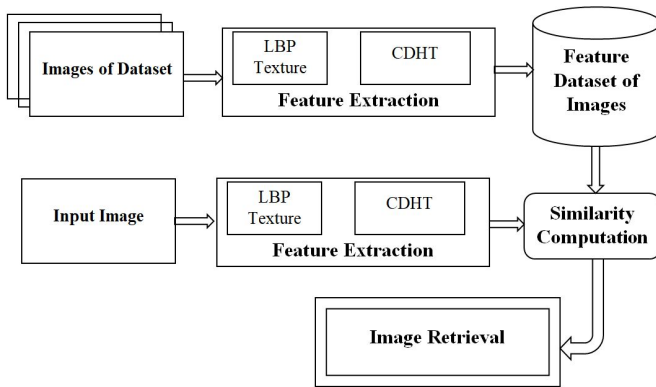 Images of Dataset
LBP
Texture
CDHT
Feature Extraction
Feature
Dataset of
Images
Input Image
LBP
Texture
CDHT
Feature Extraction
Similarity
Computation
Image Retrieval